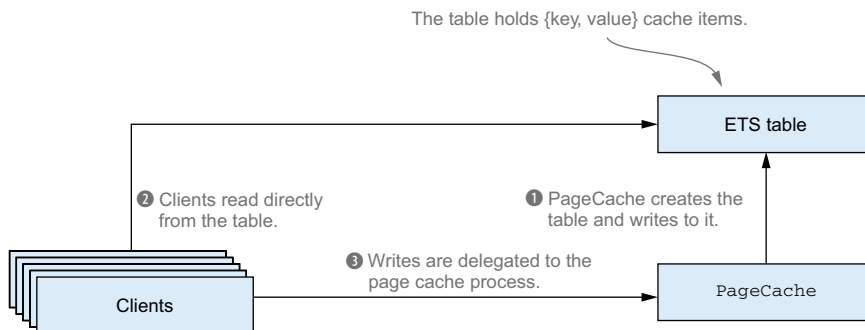 The table holds {key, value} cache items.
ETS table
❷ Clients read directly
from the table.
❶ PageCache creates the
table and writes to it.
❸ Writes are delegated to the
page cache process.
Clients
PageCache